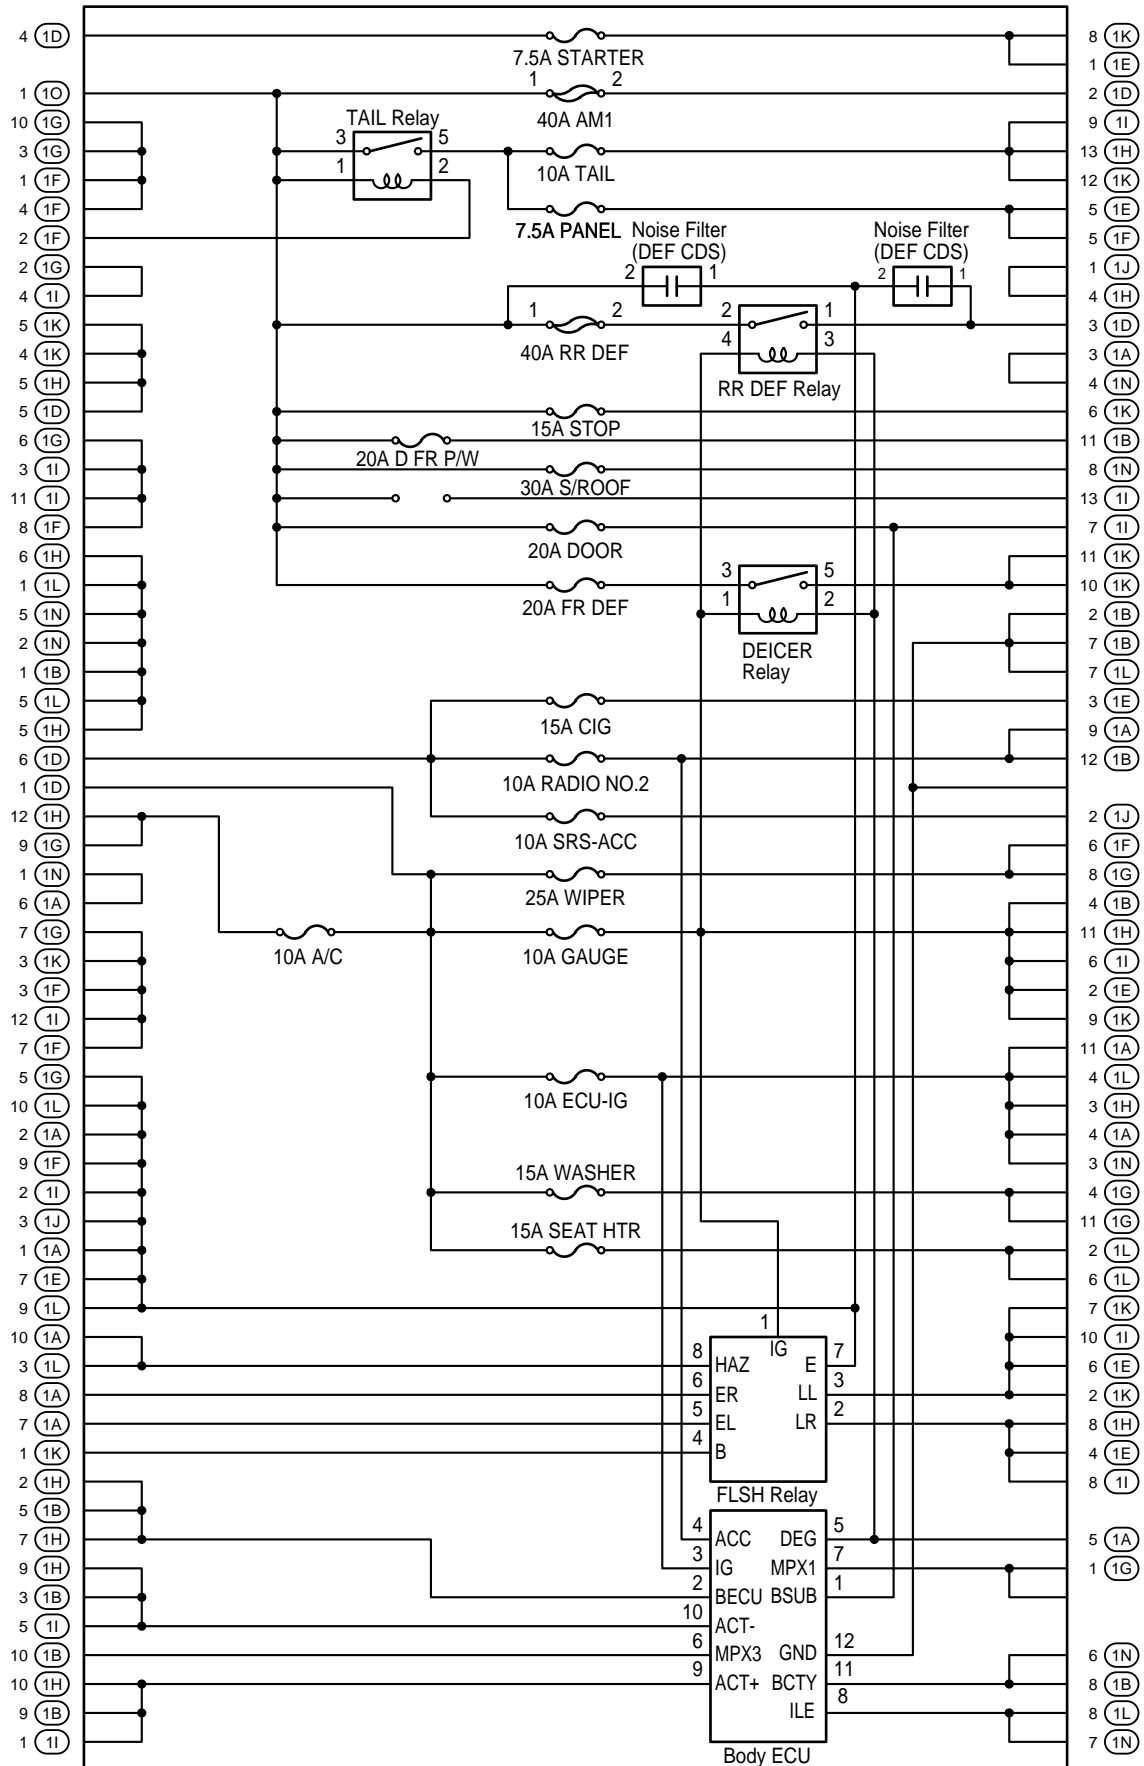 4 1D 7.5A STARTER 8 1K
1 1E
1 1O 1 2 40A AM1 2 1D
10 1G TAIL Relay 9 1I
3 1G 3 5 10A TAIL 13 1H
1 1F 1 2 12 1K
4 1F 7.5A PANEL 5 1E
2 1F Noise Filter (DEF CDS) Noise Filter (DEF CDS) 5 1F
2 1G 2 1 2 1 1 1J
4 1I 4 1H
5 1K 1 2 40A RR DEF 2 1 3 1D
4 1K 4 3 3 1A
5 1H RR DEF Relay 4 1N
5 1D 15A STOP 6 1K
6 1G 20A D FR P/W 11 1B
3 1I 30A S/ROOF 8 1N
11 1I 13 1I
8 1F 20A DOOR 7 1I
6 1H 11 1K
1 1L 20A FR DEF 3 5 10 1K
5 1N 1 2 2 1B
2 1N DEICER Relay 7 1B
1 1B 7 1L
5 1L 15A CIG 3 1E
5 1H 9 1A
6 1D 10A RADIO NO.2 12 1B
1 1D
12 1H 10A SRS-ACC 2 1J
9 1G 6 1F
1 1N 25A WIPER 8 1G
6 1A 4 1B
7 1G 10A A/C 10A GAUGE 11 1H
3 1K 6 1I
3 1F 2 1E
12 1I 9 1K
7 1F 11 1A
5 1G 10A ECU-IG 4 1L
10 1L 3 1H
2 1A 4 1A
9 1F 3 1N
2 1I 15A WASHER 4 1G
3 1J 11 1G
1 1A 15A SEAT HTR 2 1L
7 1E 6 1L
9 1L 7 1K
10 1A 1 IG 10 1I
3 1L 8 HAZ E 7 6 1E
8 1A 6 ER LL 3 2 1K
7 1A 5 EL LR 2 8 1H
1 1K 4 B 4 1E
2 1H FLSH Relay 8 1I
5 1B
7 1H 4 ACC DEG 5 5 1A
9 1H 3 IG MPX1 7 1 1G
3 1B 2 BECU BSUB 1
5 1I 10 ACT-
10 1B 6 MPX3 GND 12 6 1N
10 1H 9 ACT+ BCTY 11 8 1B
9 1B ILE 8 8 1L
1 1I Body ECU 7 1N